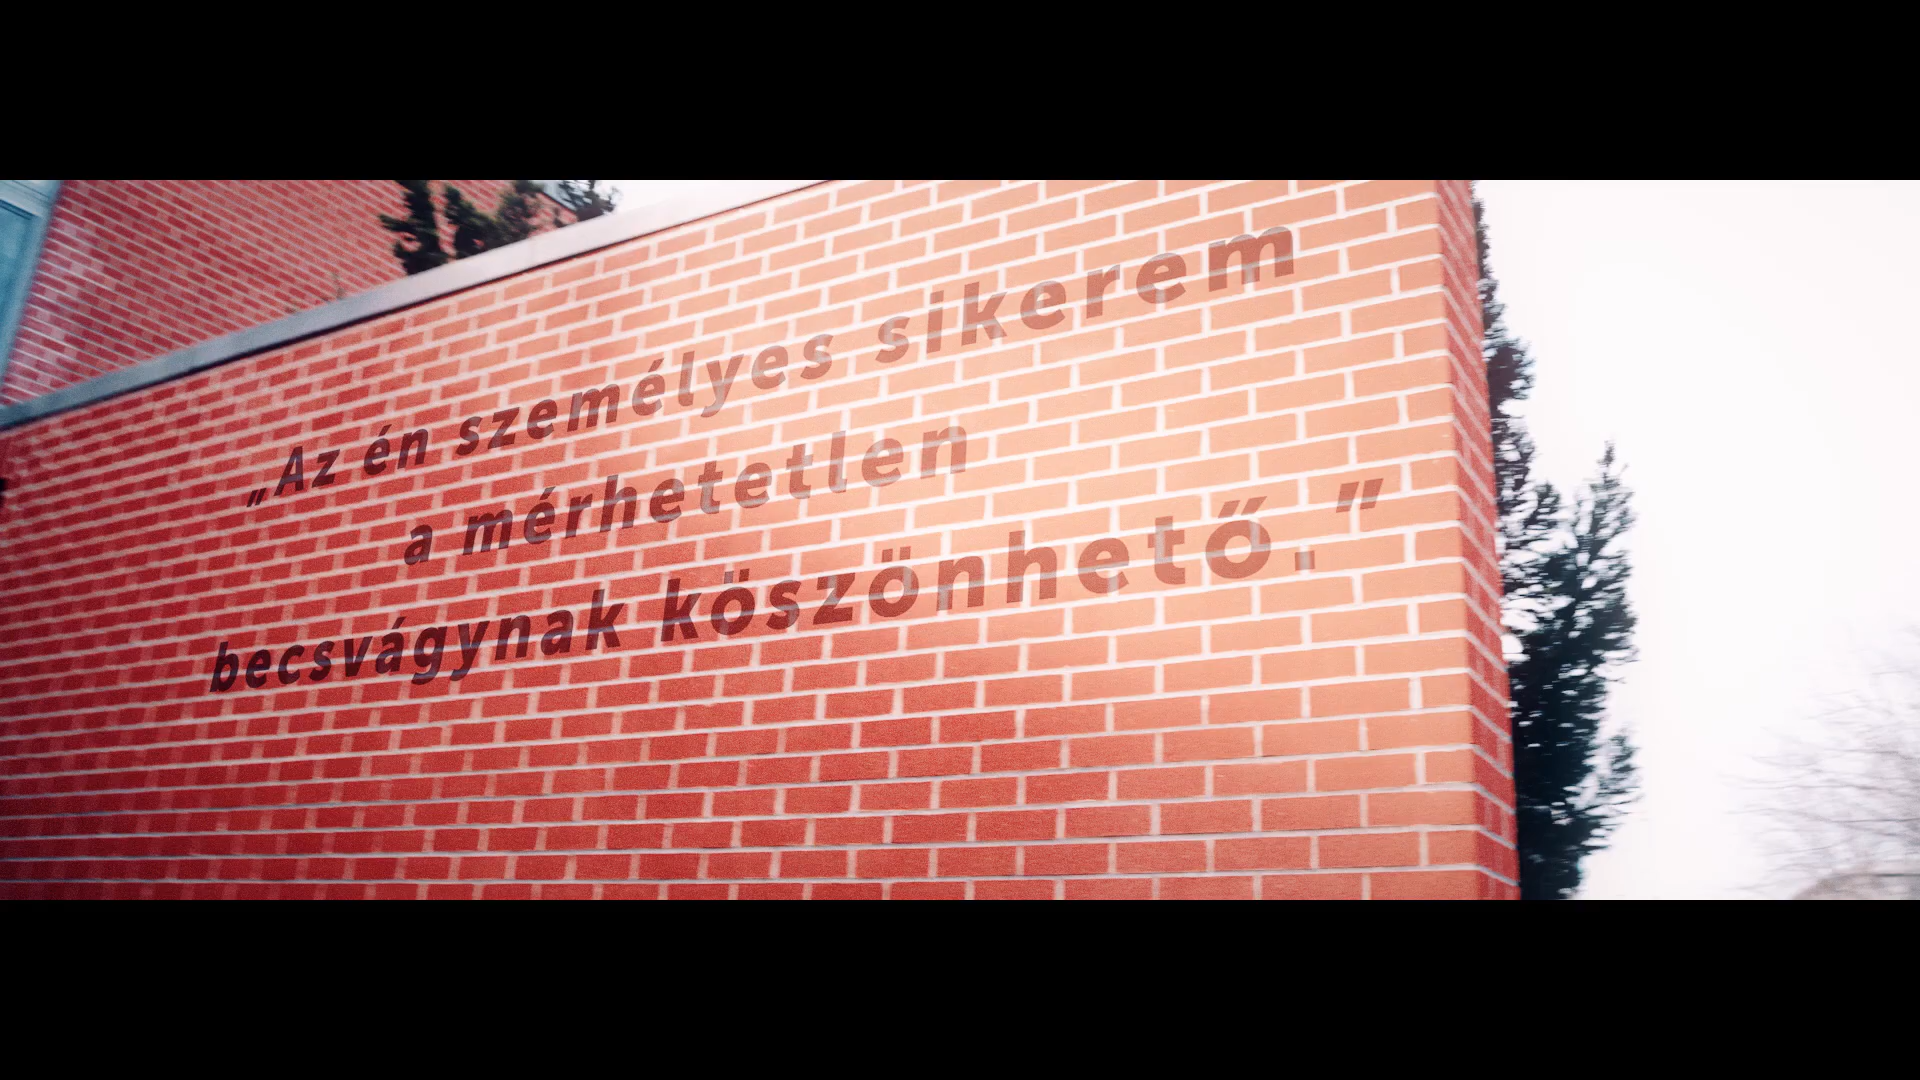 „Az én személyes sikerem
a mérhetetlen
becsvágynak köszönhető.”